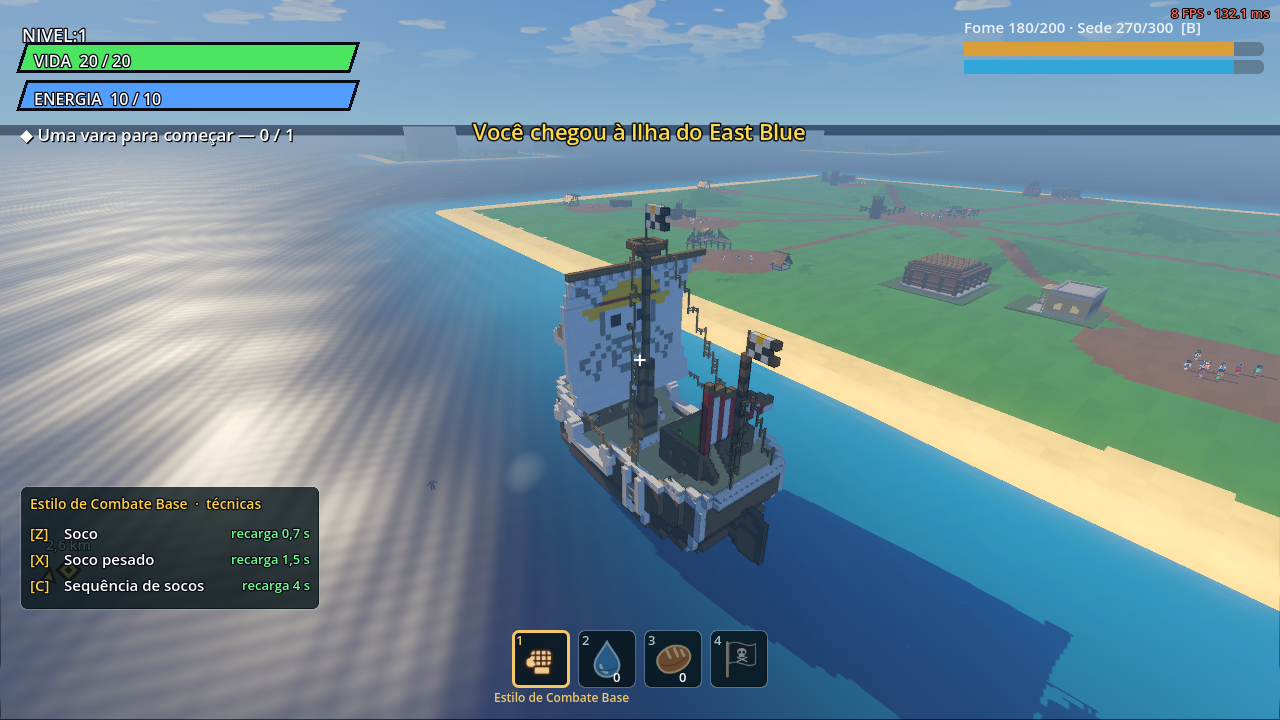 8 FPS · 132.1 ms
NIVEL:1
Fome 180/200 · Sede 270/300 [B]
VIDA 20 / 20
ENERGIA 10 / 10
◆ Uma vara para começar — 0 / 1
Você chegou à Ilha do East Blue
Estilo de Combate Base · técnicas
[Z] Soco recarga 0,7 s
2,6 km
[X] Soco pesado recarga 1,5 s
[C] Sequência de socos recarga 4 s
1
2
0
3
0
4
Estilo de Combate Base